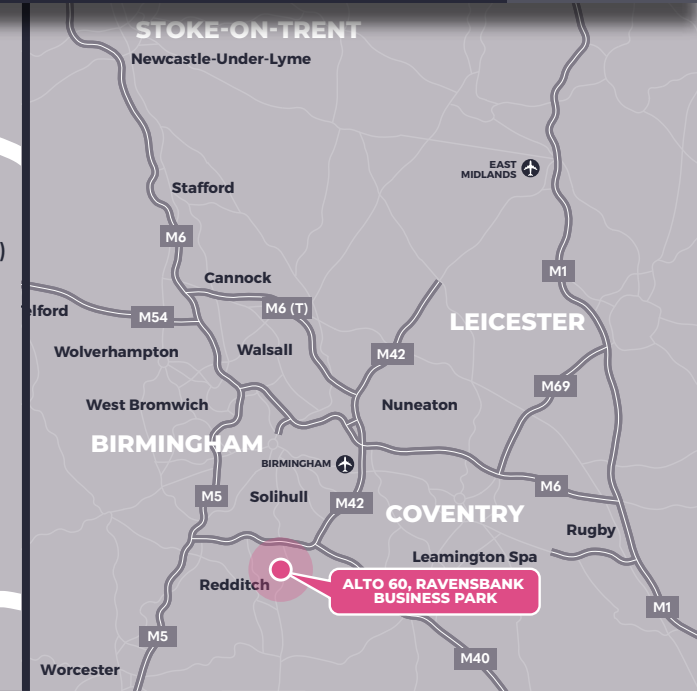 STOKE-ON-TRENT
Newcastle-Under-Lyme
EAST
MIDLANDS
Stafford
M6
)
Cannock
M1
elford
M54
M6 (T)
LEICESTER
Wolverhampton
Walsall
M42
M69
West Bromwich
Nuneaton
BIRMINGHAM
BIRMINGHAM
M5
Solihull
M42
M6
COVENTRY
Rugby
Leamington Spa
Redditch
ALTO 60, RAVENSBANK
BUSINESS PARK
M1
M5
M40
Worcester